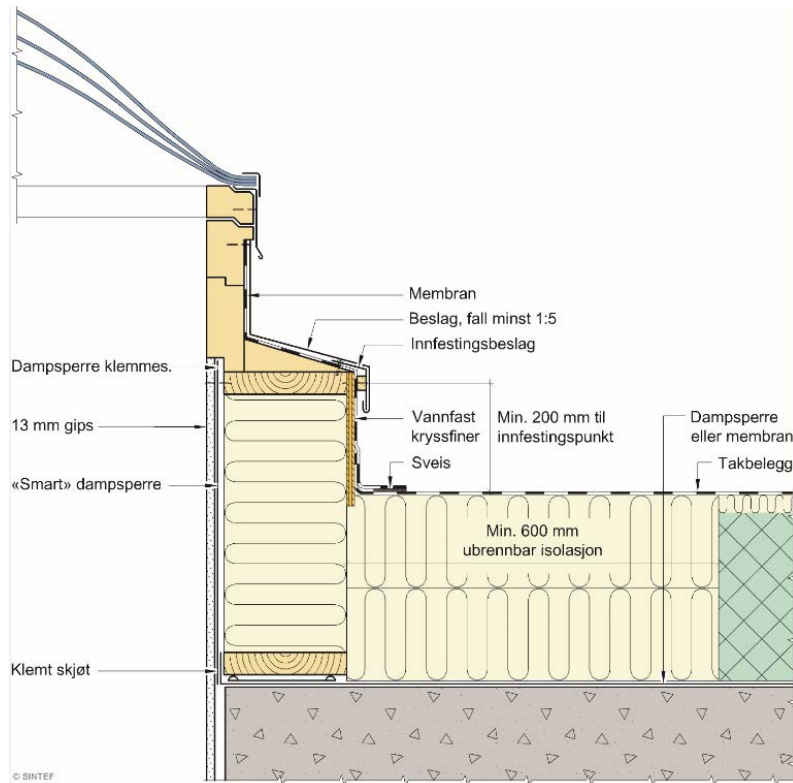 Membran
Beslag, fall minst 1:5
Innfestingsbeslag
Dampsperre klemmes.
13 mm gips
«Smart» dampsperre
Vannfast
kryssfiner
Sveis
Min. 200 mm til
innfestingspunkt
Dampsperre
eller membran
Takbelegg
Min. 600 mm
ubrennbar isolasjon
Klemt skjøt
© SINTEF